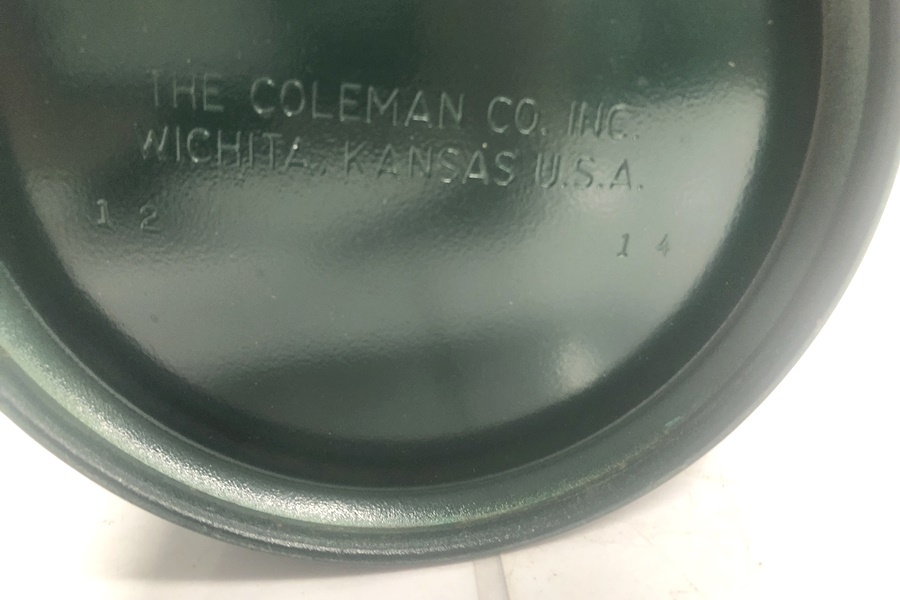 THE COLEMAN CO. INC.
WICHITA, KANSAS U.S.A.
1 2
1 4